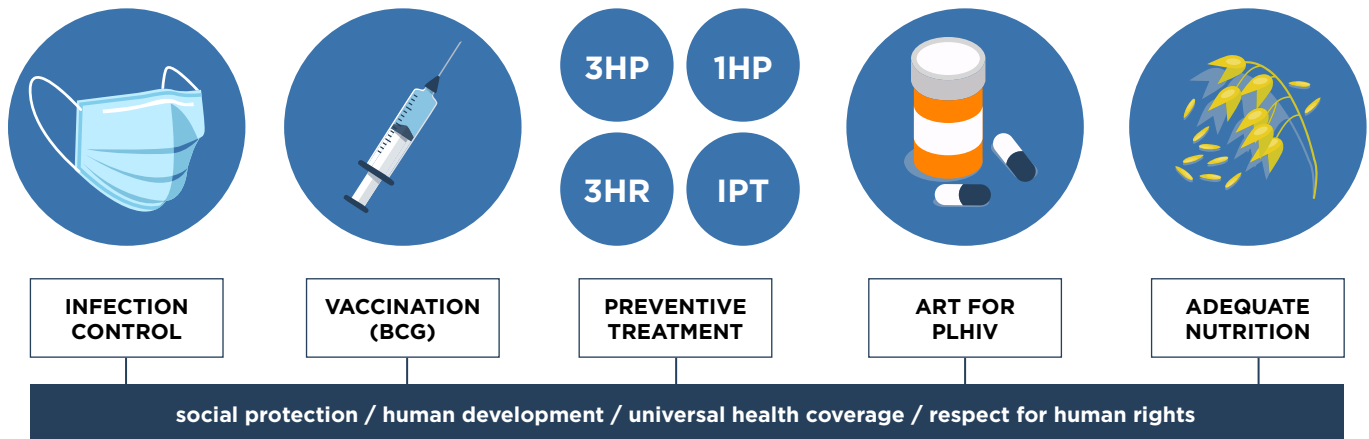 3HP
1HP
3HR
IPT
INFECTION
CONTROL
VACCINATION
(BCG)
PREVENTIVE
TREATMENT
ART FOR
PLHIV
ADEQUATE
NUTRITION
social protection / human development / universal health coverage / respect for human rights